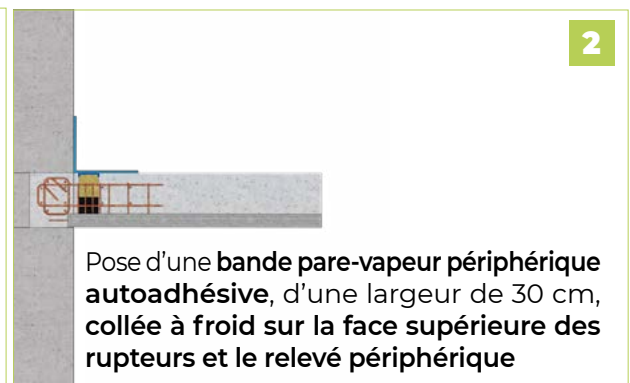 2
Pose d’une bande pare-vapeur périphérique
autoadhésive, d’une largeur de 30 cm,
collée à froid sur la face supérieure des
rupteurs et le relevé périphérique